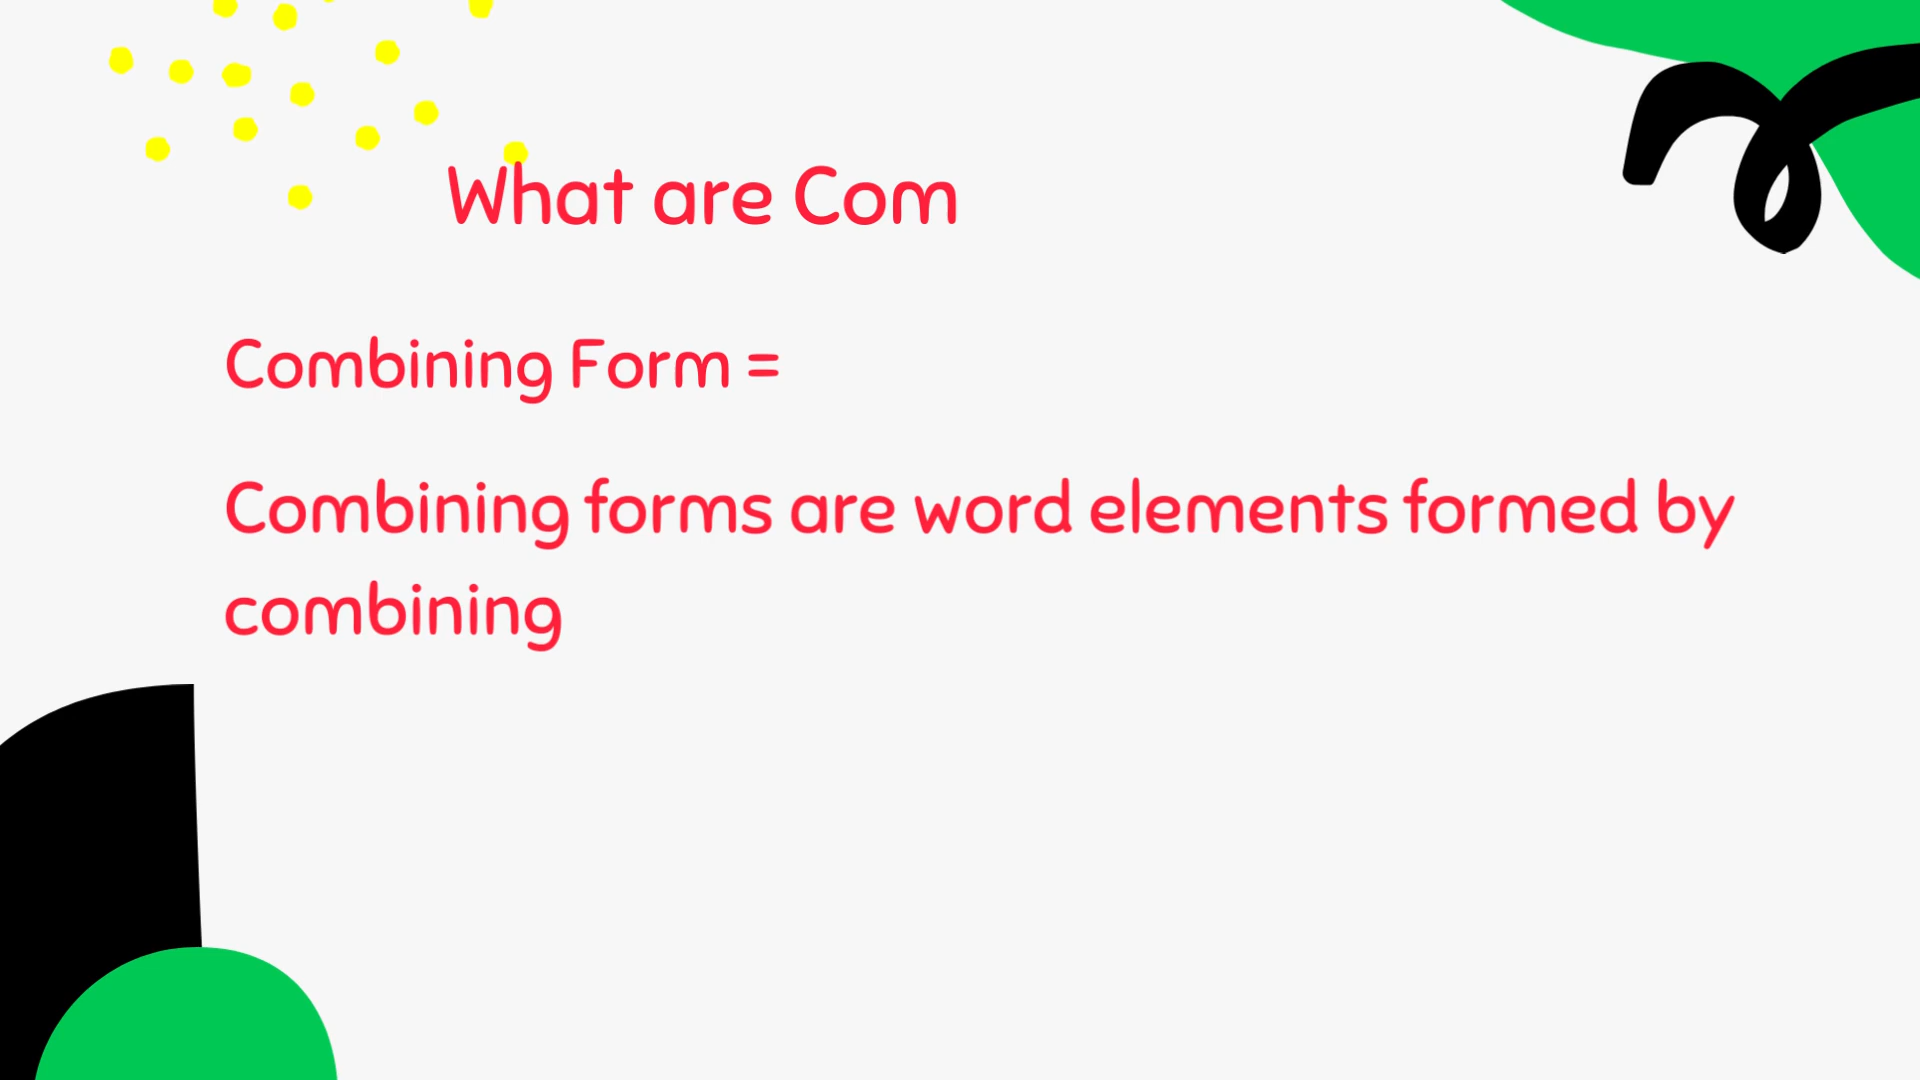 What are Com
Combining Form =
Combining forms are word elements formed by
combining